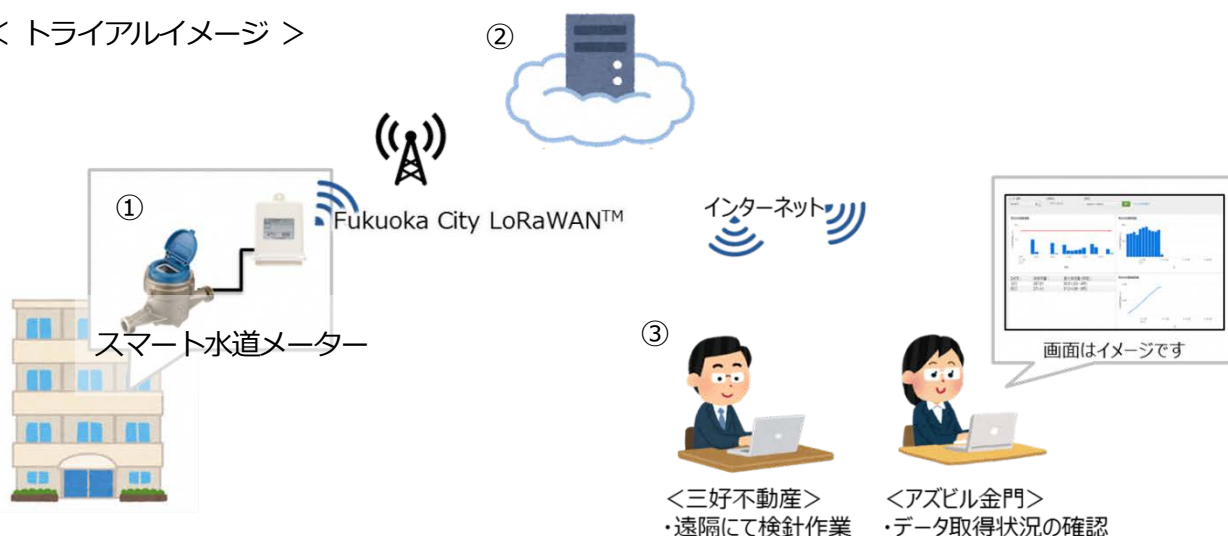 ＜ トライアルイメージ ＞
②
①
Fukuoka City LoRaWAN™
インターネット
スマート水道メーター
③
画面はイメージです
＜三好不動産＞
・遠隔にて検針作業
＜アズビル金門＞
・データ取得状況の確認